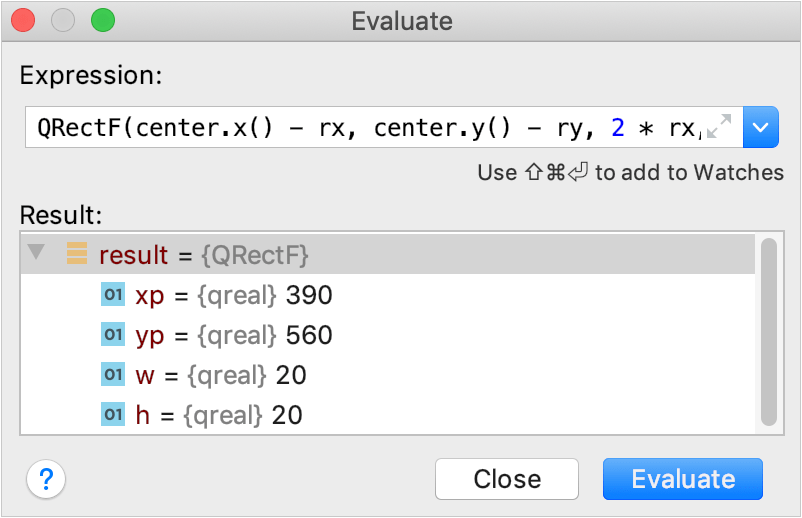 Evaluate
Expression:
QRectF(center.x() - rx, center.y() - ry, 2 * rx,
Use ⇧⌘⏎ to add to Watches
Result:
result = {QRectF}
01 xp = {qreal} 390
01 yp = {qreal} 560
01 w = {qreal} 20
01 h = {qreal} 20
? Close Evaluate